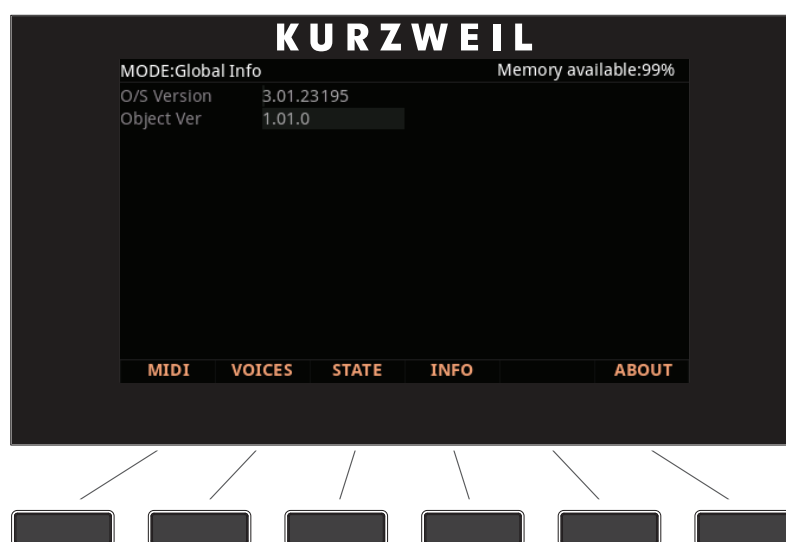 KURZWEIL
MODE:Global Info Memory available:99%
O/S Version 3.01.23195
Object Ver 1.01.0
MIDI VOICES STATE INFO ABOUT